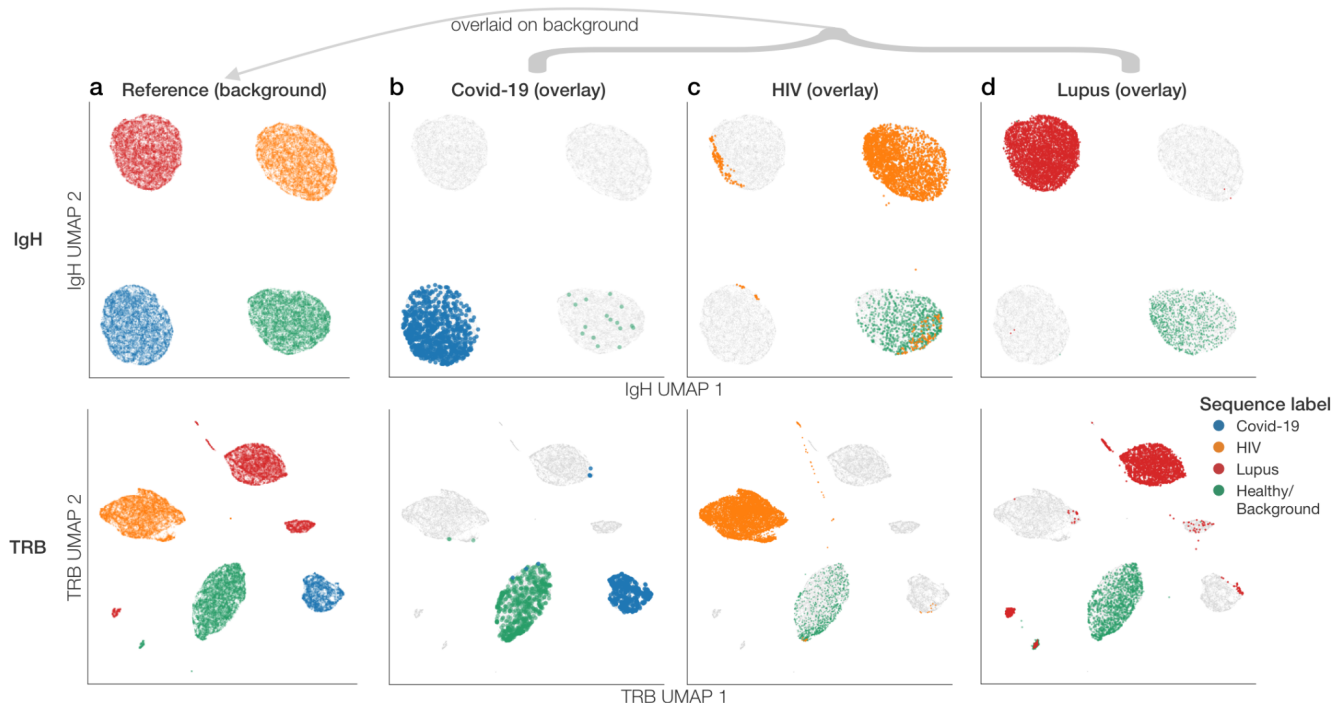 overlaid on background
a Reference (background)
b Covid-19 (overlay)
c HIV (overlay)
d Lupus (overlay)
IgH
IgH UMAP 2
IgH UMAP 1
TRB
TRB UMAP 2
TRB UMAP 1
Sequence label
Covid-19
HIV
Lupus
Healthy/
Background